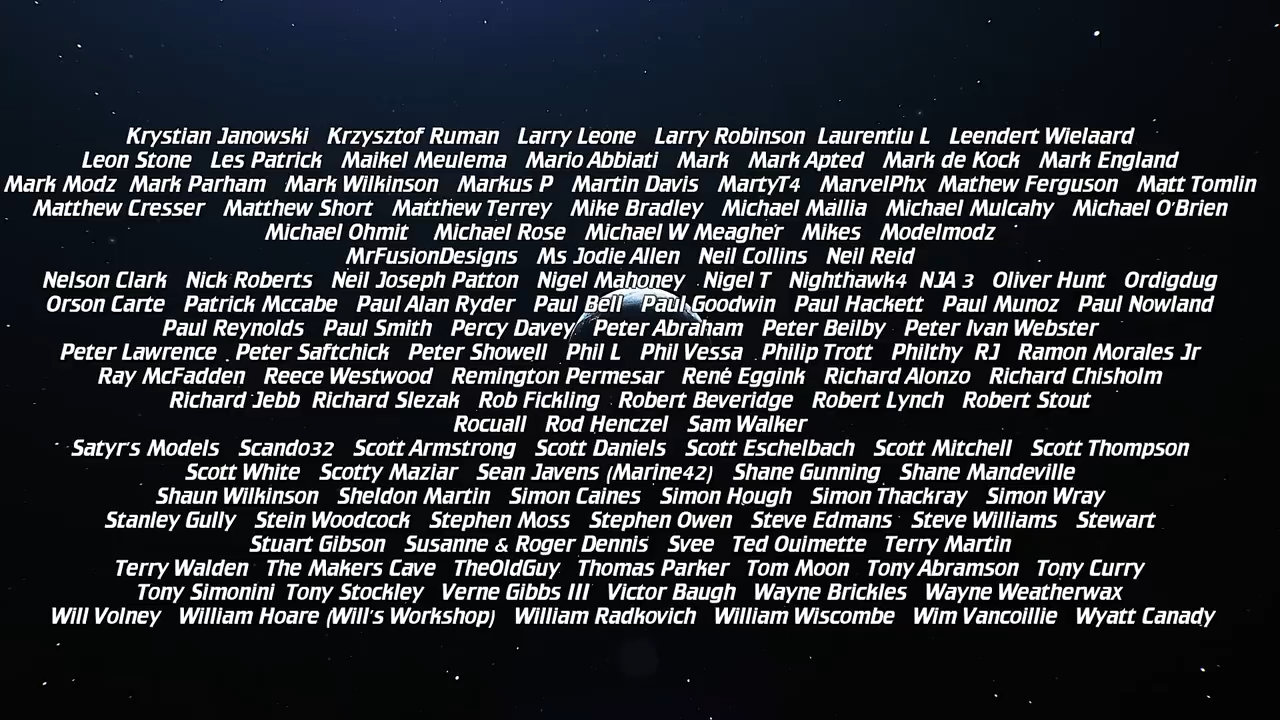 Krystian Janowski Krzysztof Ruman Larry Leone Larry Robinson Laurentiu L Leendert Wielaard
Leon Stone Les Patrick Maikel Meulema Mario Abbiati Mark Mark Apted Mark de Kock Mark England
Mark Modz Mark Parham Mark Wilkinson Markus P Martin Davis MartyT4 MarvelPhx Mathew Ferguson Matt Tomlin
Matthew Cresser Matthew Short Matthew Terrey Mike Bradley Michael Mallia Michael Mulcahy Michael O'Brien
Michael Ohmit Michael Rose Michael W Meagher Mikes Modelmodz
MrFusionDesigns Ms Jodie Allen Neil Collins Neil Reid
Nelson Clark Nick Roberts Neil Joseph Patton Nigel Mahoney Nigel T Nighthawk4 NJA 3 Oliver Hunt Ordigdug
Orson Carte Patrick Mccabe Paul Alan Ryder Paul Bell Paul Goodwin Paul Hackett Paul Munoz Paul Nowland
Paul Reynolds Paul Smith Percy Davey Peter Abraham Peter Beilby Peter Ivan Webster
Peter Lawrence Peter Saftchick Peter Showell Phil L Phil Vessa Philip Trott Philthy RJ Ramon Morales Jr
Ray McFadden Reece Westwood Remington Permesar René Eggink Richard Alonzo Richard Chisholm
Richard Jebb Richard Slezak Rob Fickling Robert Beveridge Robert Lynch Robert Stout
Rocuall Rod Henczel Sam Walker
Satyr's Models Scando32 Scott Armstrong Scott Daniels Scott Eschelbach Scott Mitchell Scott Thompson
Scott White Scotty Maziar Sean Javens (Marine42) Shane Gunning Shane Mandeville
Shaun Wilkinson Sheldon Martin Simon Caines Simon Hough Simon Thackray Simon Wray
Stanley Gully Stein Woodcock Stephen Moss Stephen Owen Steve Edmans Steve Williams Stewart
Stuart Gibson Susanne & Roger Dennis Svee Ted Ouimette Terry Martin
Terry Walden The Makers Cave TheOldGuy Thomas Parker Tom Moon Tony Abramson Tony Curry
Tony Simonini Tony Stockley Verne Gibbs III Victor Baugh Wayne Brickles Wayne Weatherwax
Will Volney William Hoare (Will's Workshop) William Radkovich William Wiscombe Wim Vancoillie Wyatt Canady